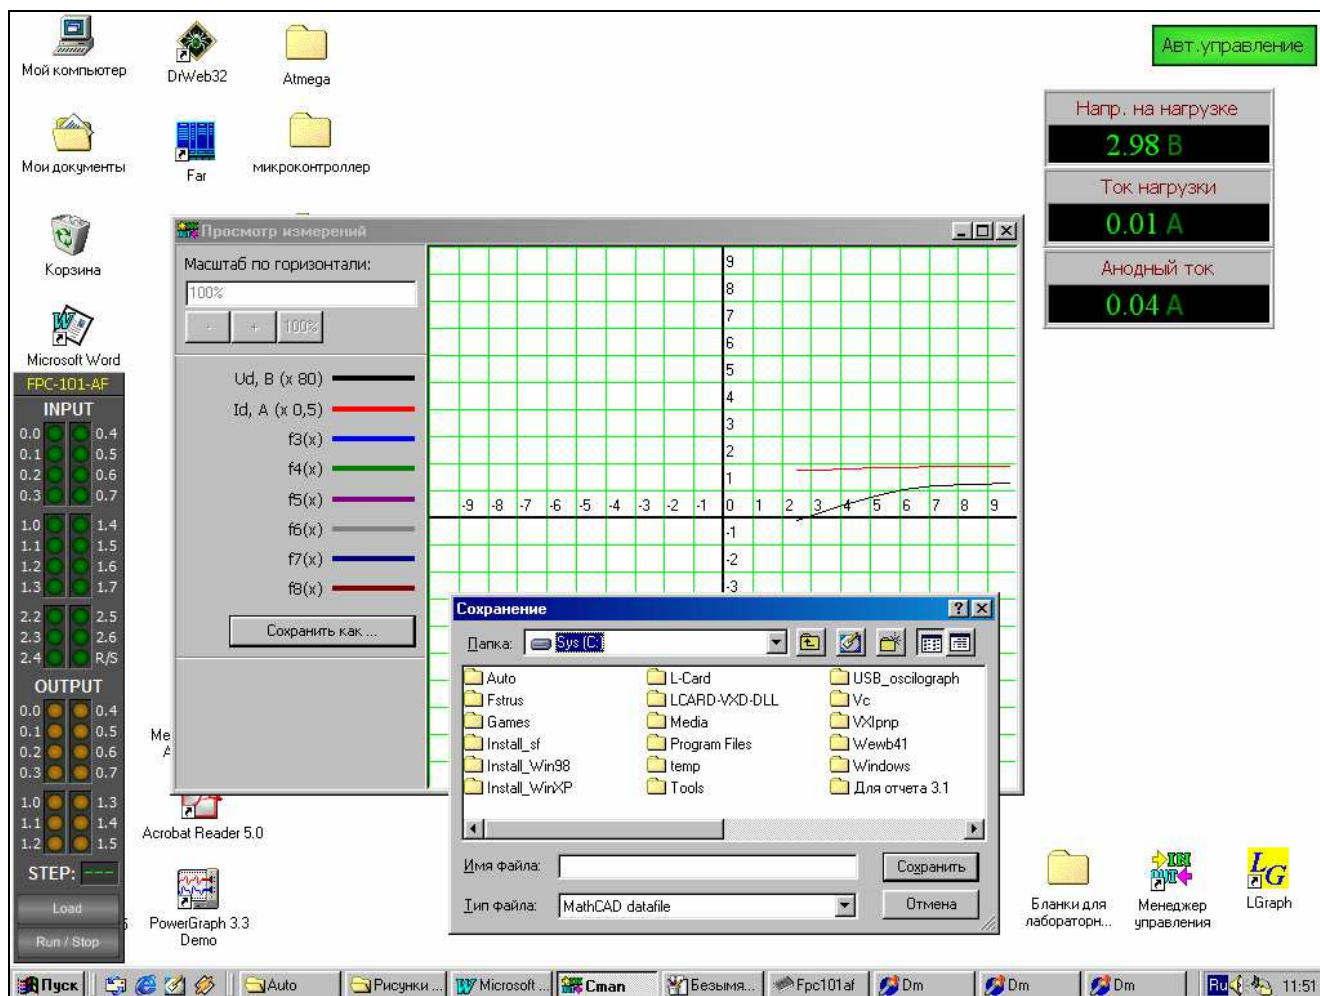 Мой компьютер
DrWeb32
Atmega
Мои документы
Far
микроконтроллер
Корзина
Microsoft Word
Авт.управление
Напр. на нагрузке
2.98 В
Ток нагрузки
0.01 А
Анодный ток
0.04 А
FPC-101-AF
INPUT
0.0 0.4
0.1 0.5
0.2 0.6
0.3 0.7
1.0 1.4
1.1 1.5
1.2 1.6
1.3 1.7
2.2 2.5
2.3 2.6
2.4 R/S
OUTPUT
0.0 0.4
0.1 0.5
0.2 0.6
0.3 0.7
1.0 1.3
1.1 1.4
1.2 1.5
STEP: ---
Load
Run / Stop
Просмотр измерений
Масштаб по горизонтали:
100%
- + 100%
Ud, В (x 80)
Id, А (x 0,5)
f3(x)
f4(x)
f5(x)
f6(x)
f7(x)
f8(x)
Сохранить как ...
9
8
7
6
5
4
3
2
1
-9 -8 -7 -6 -5 -4 -3 -2 -1 0 1 2 3 4 5 6 7 8 9
-1
-2
-3
Сохранение
Папка: Sys (C:)
Auto L-Card USB_oscilograph
Fstrus LCARD-VXD-DLL Vc
Games Media VXIpnp
Install_sf Program Files Wewb41
Install_Win98 temp Windows
Install_WinXP Tools Для отчета 3.1
Имя файла: Сохранить
Тип файла: MathCAD datafile Отмена
Me
A
Acrobat Reader 5.0
5
PowerGraph 3.3
Demo
Бланки для
лабораторн...
Менеджер
управления
LGraph
Пуск Auto Рисунки ... Microsoft ... Cman Безымя... Fpc101af Dm Dm Dm Ru 11:51